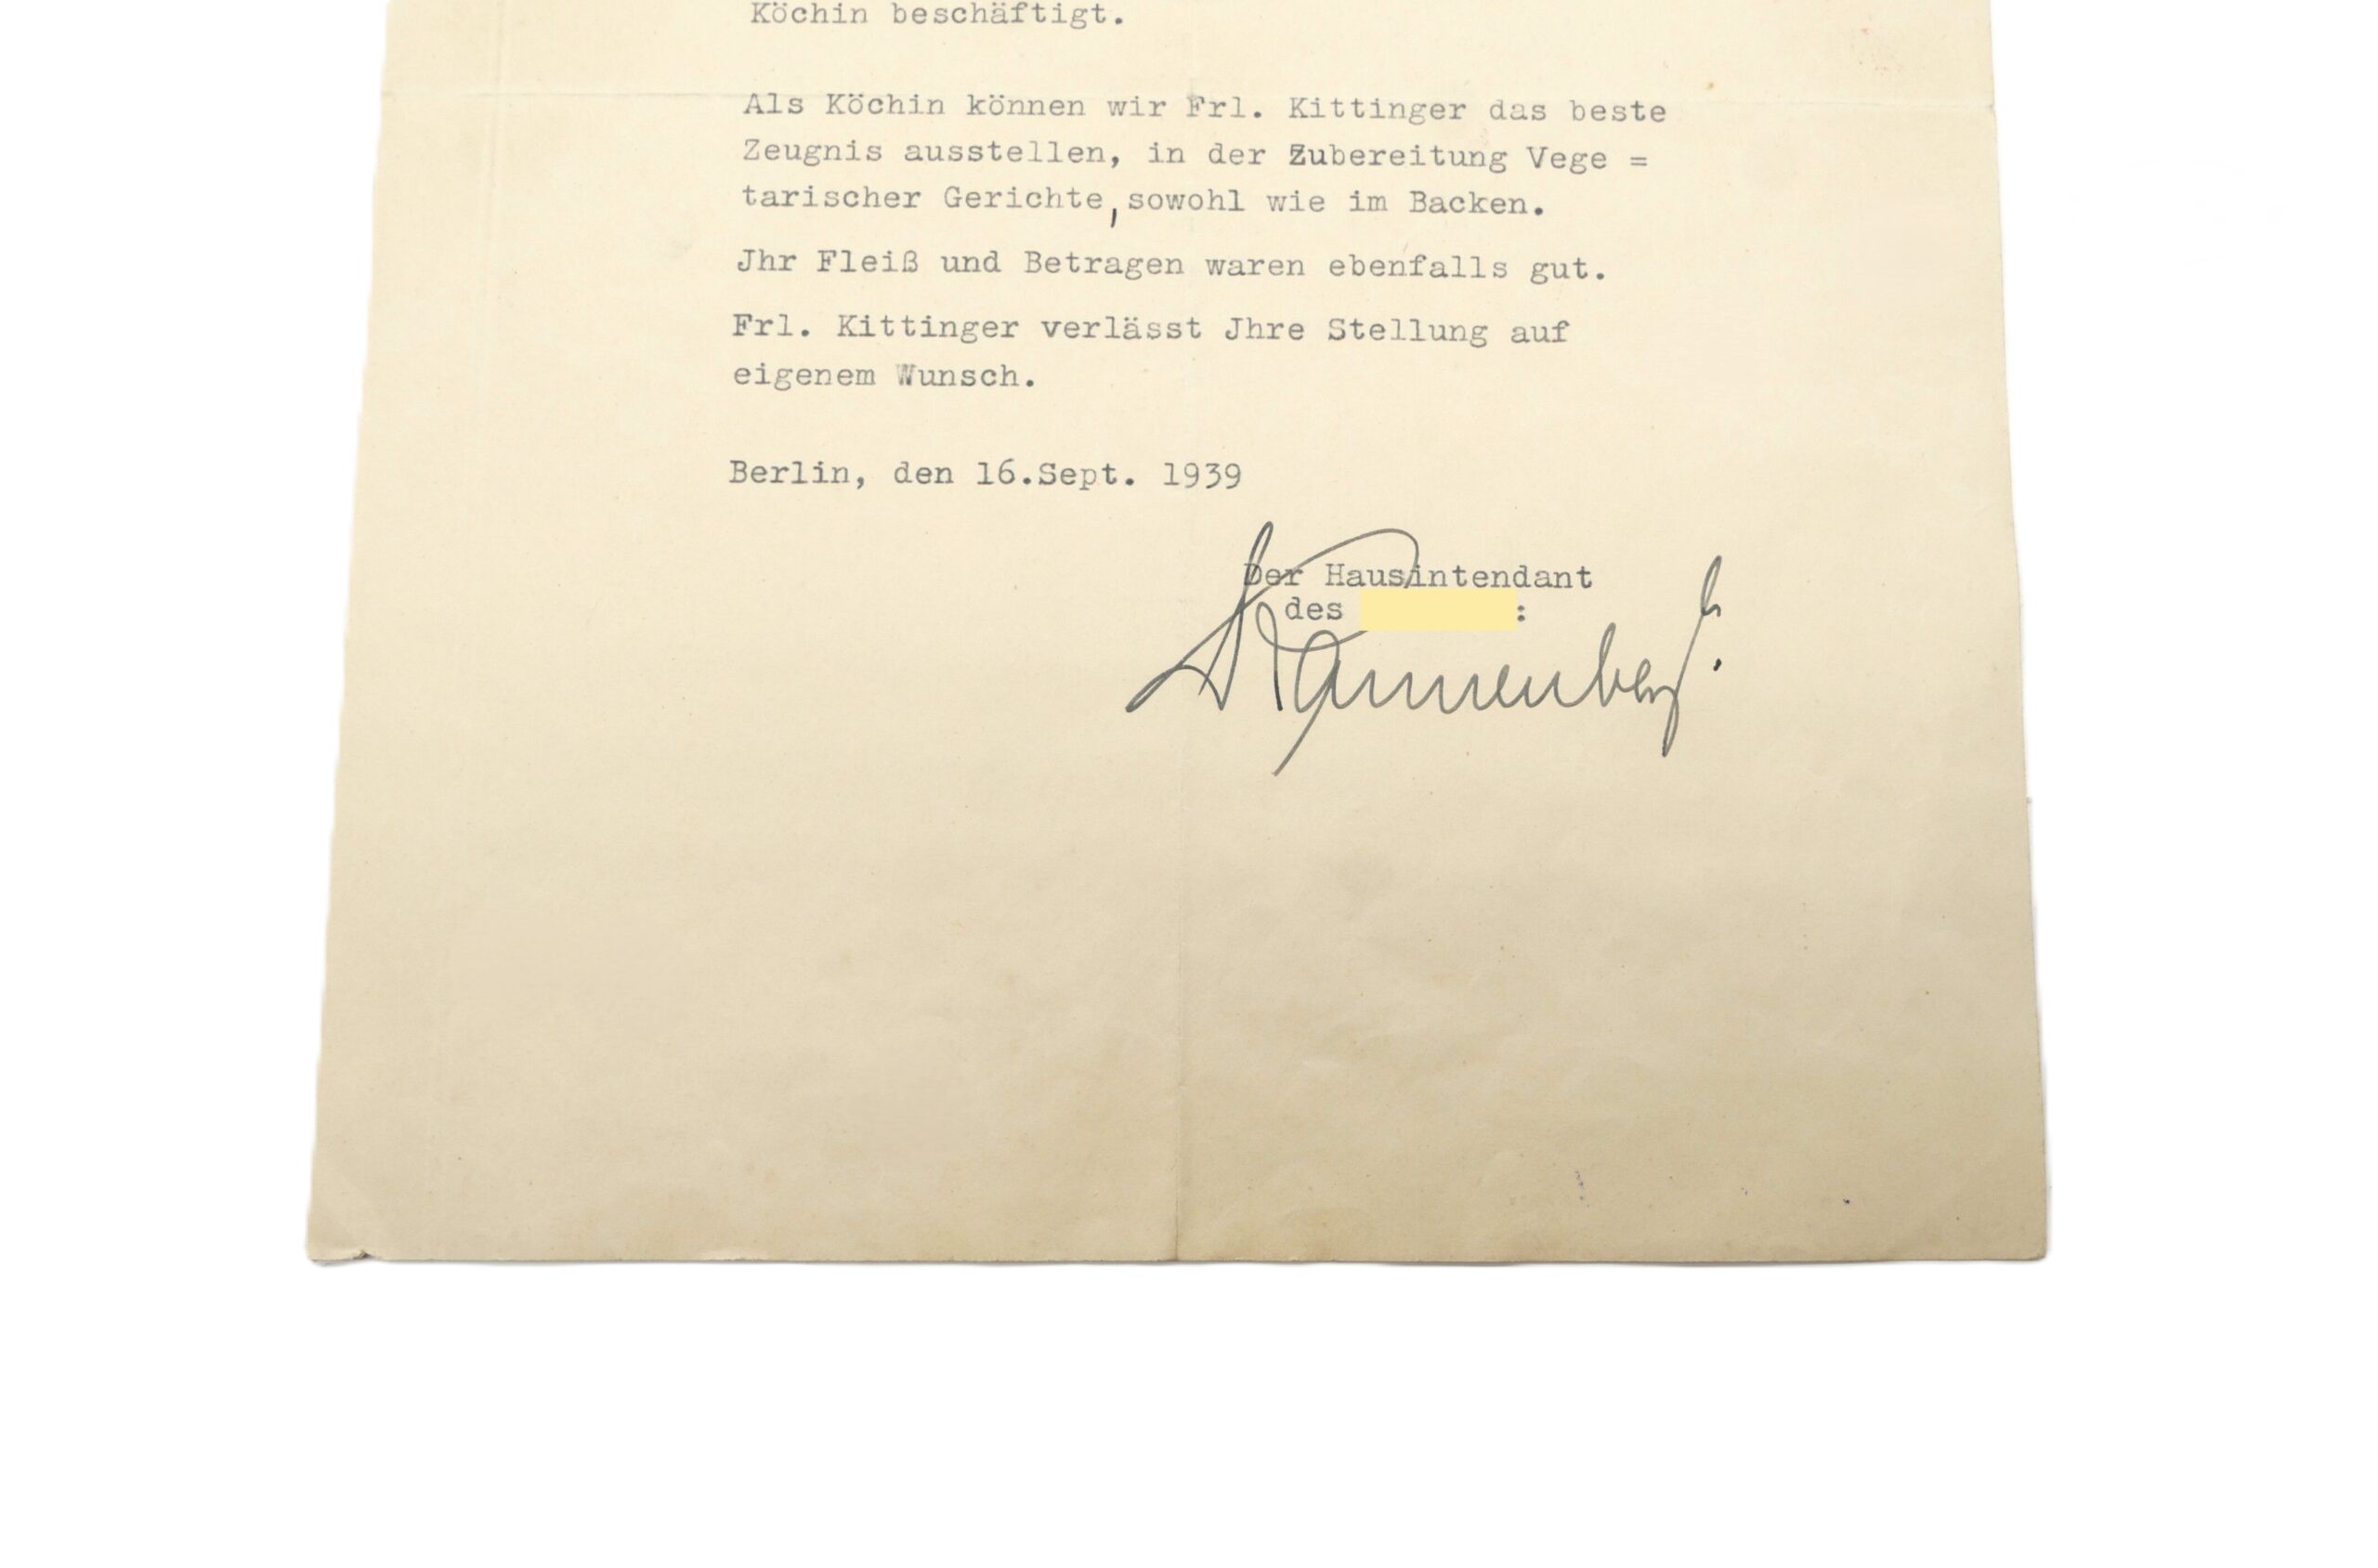 Köchin beschäftigt.
Als Köchin können wir Frl. Kittinger das beste
Zeugnis ausstellen, in der Zubereitung Vege =
tarischer Gerichte, sowohl wie im Backen.
Jhr Fleiß und Betragen waren ebenfalls gut.
Frl. Kittinger verlässt Jhre Stellung auf
eigenem Wunsch.
Berlin, den 16.Sept. 1939
Der Hausintendant
des :
Kannenberg